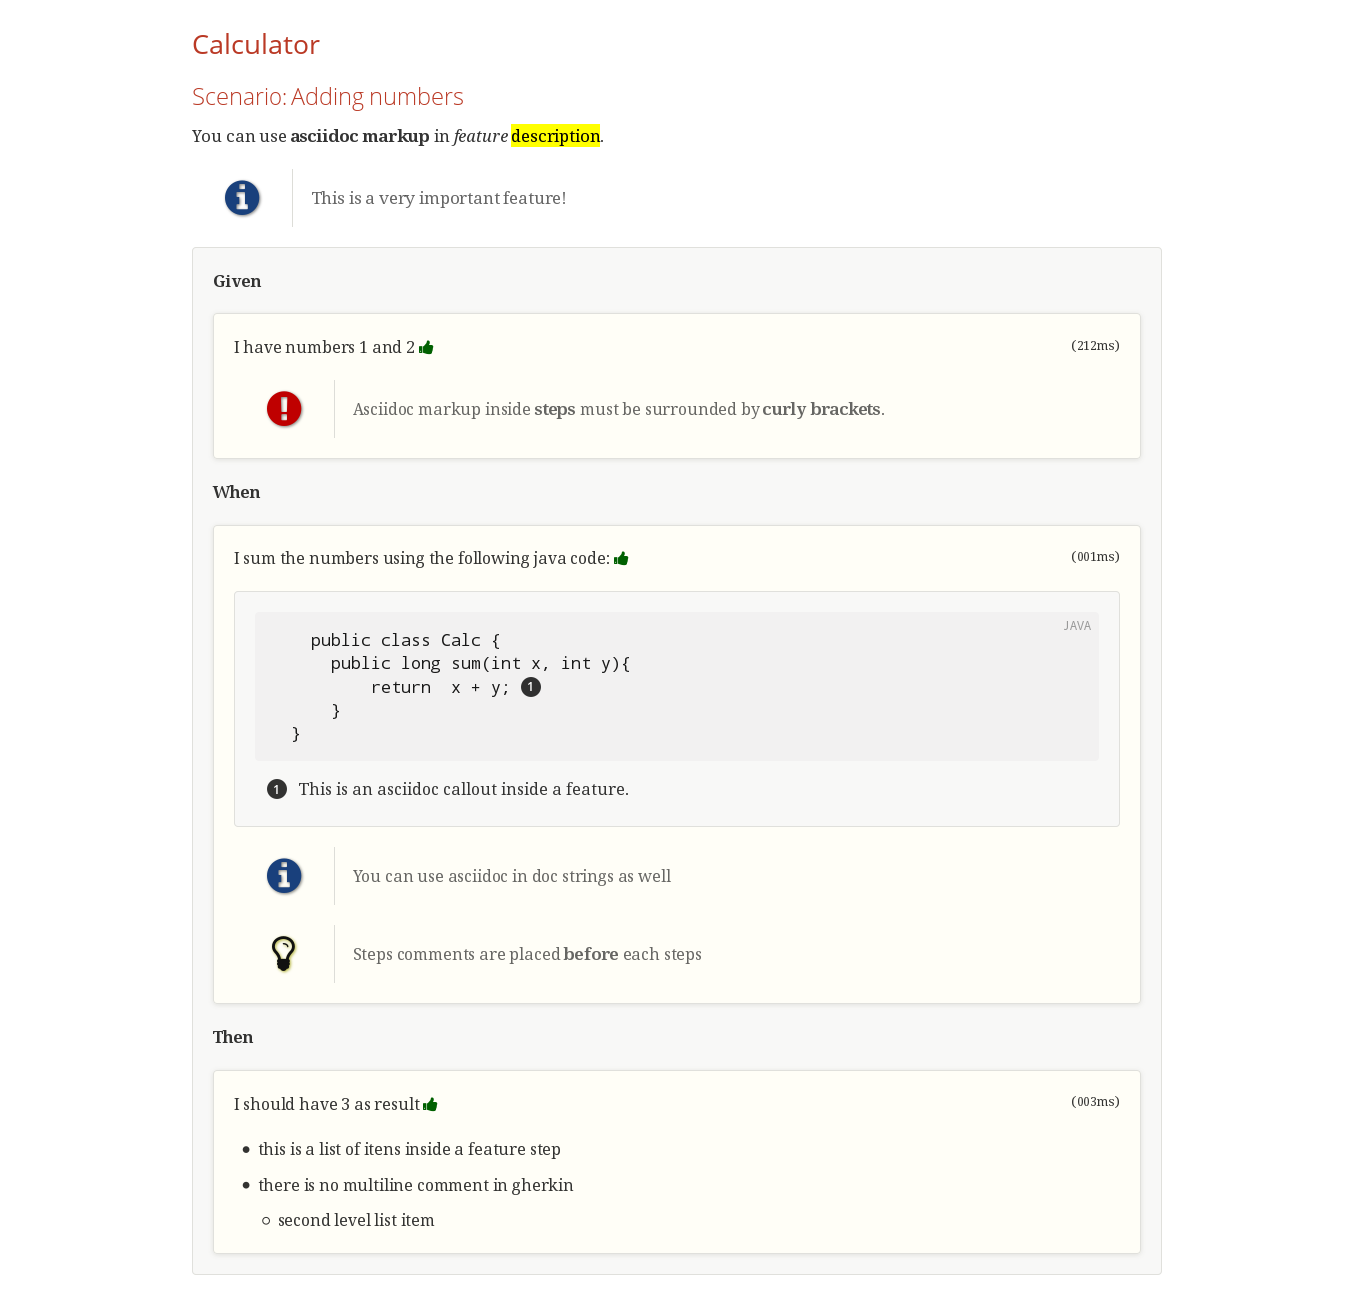 Calculator
Scenario: Adding numbers
You can use asciidoc markup in feature description.
This is a very important feature!
Given
I have numbers 1 and 2 (212ms)
Asciidoc markup inside steps must be surrounded by curly brackets.
When
I sum the numbers using the following java code: (001ms)
JAVA
public class Calc {
public long sum(int x, int y){
return  x + y; 1
}
}
1 This is an asciidoc callout inside a feature.
You can use asciidoc in doc strings as well
Steps comments are placed before each steps
Then
I should have 3 as result (003ms)
this is a list of itens inside a feature step
there is no multiline comment in gherkin
second level list item